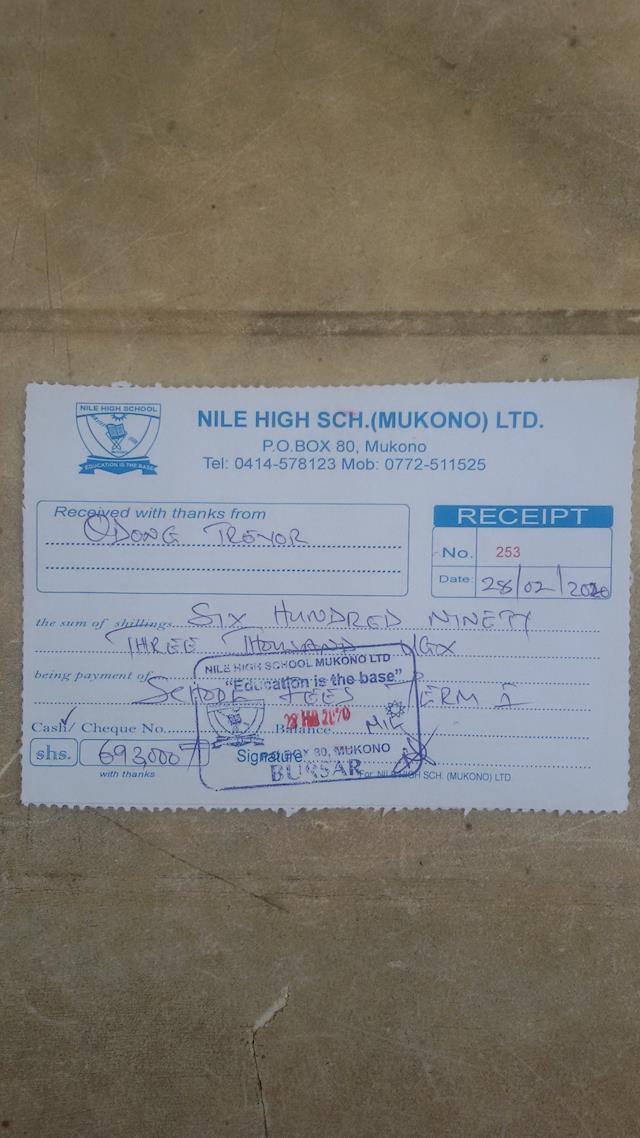 NILE HIGH SCHOOL
EDUCATION IS THE BASE
NILE HIGH SCH.(MUKONO) LTD.
P.O.BOX 80, Mukono
Tel: 0414-578123 Mob: 0772-511525
Received with thanks from
ODONG TREVOR
RECEIPT
No. 253
Date: 28/02/2020
the sum of shillings SIX HUNDRED NINETY
THREE THOUSAND UGX
being payment of
SCHOOL FEES TERM I
Cash/ Cheque No. Balance
shs. 693,000
with thanks
Signature
For NILE HIGH SCH. (MUKONO) LTD
NILE HIGH SCHOOL MUKONO LTD
"Education is the base"
BOX 80, MUKONO
BURSAR